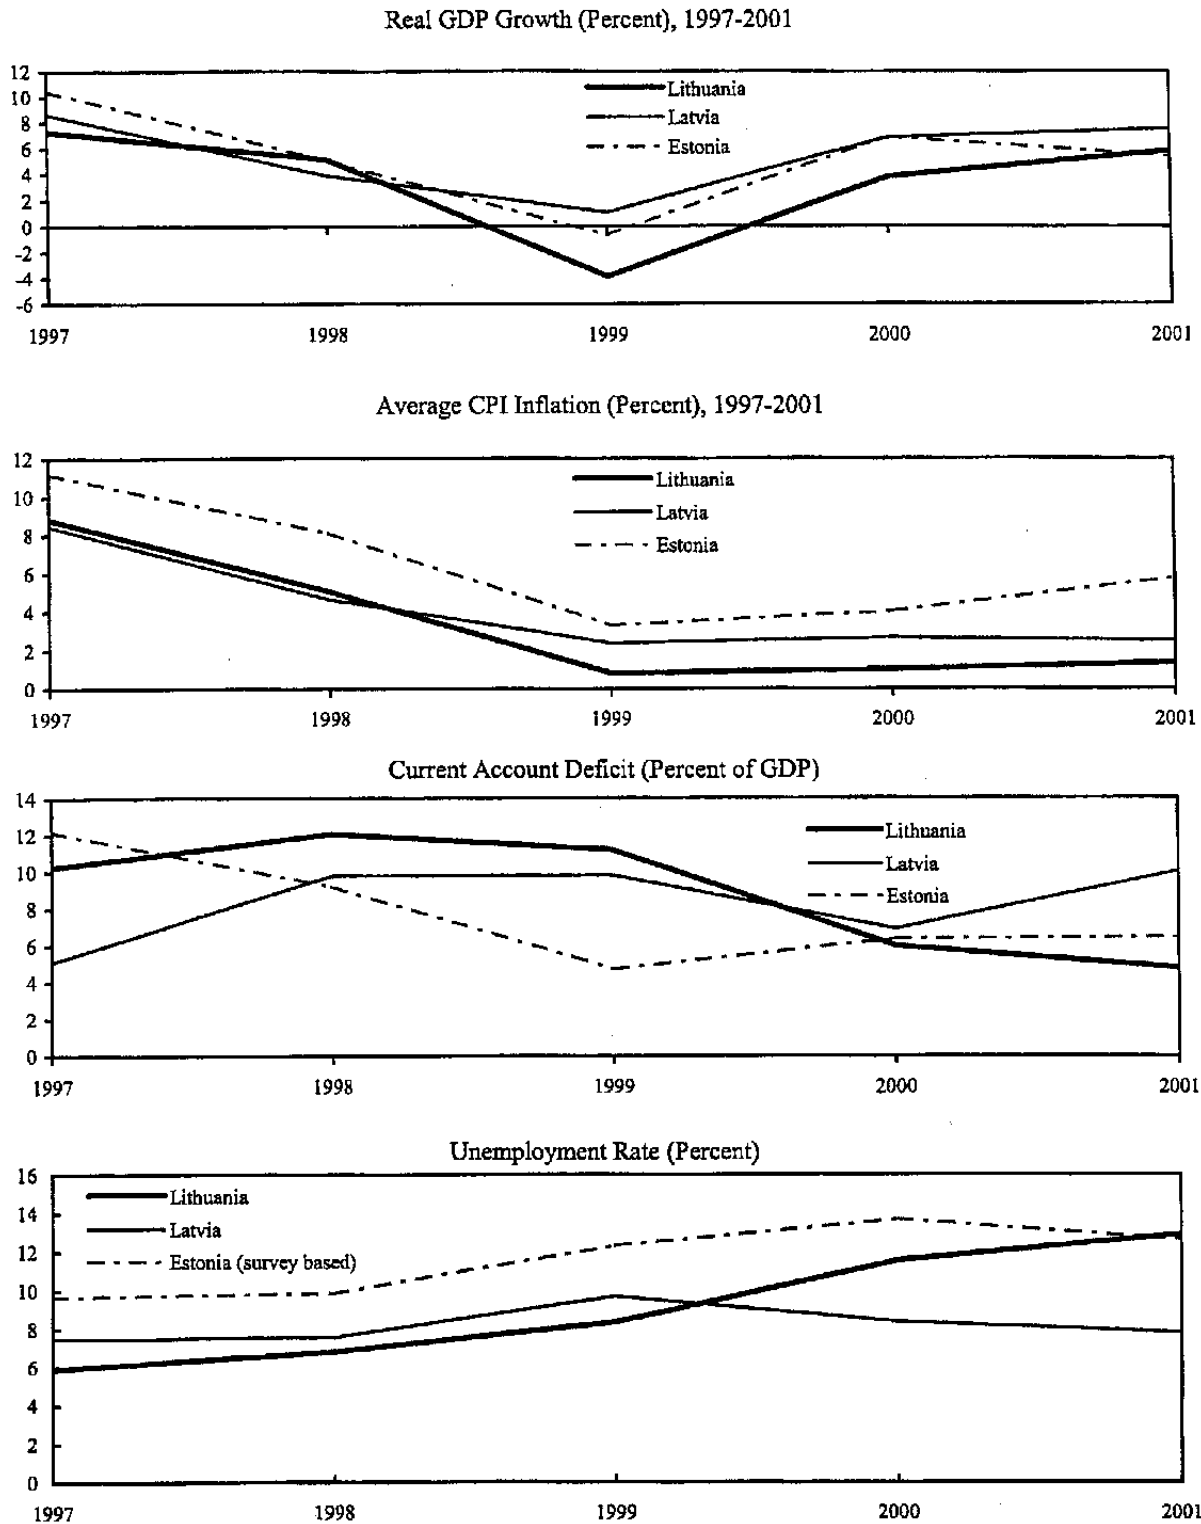 Real GDP Growth (Percent), 1997-2001
12
10
8
6
4
2
0
-2
-4
-6
Lithuania
Latvia
Estonia
1997 1998 1999 2000 2001
Average CPI Inflation (Percent), 1997-2001
12
10
8
6
4
2
0
Lithuania
Latvia
Estonia
1997 1998 1999 2000 2001
Current Account Deficit (Percent of GDP)
14
12
10
8
6
4
2
0
Lithuania
Latvia
Estonia
1997 1998 1999 2000 2001
Unemployment Rate (Percent)
16
14
12
10
8
6
4
2
0
Lithuania
Latvia
Estonia (survey based)
1997 1998 1999 2000 2001